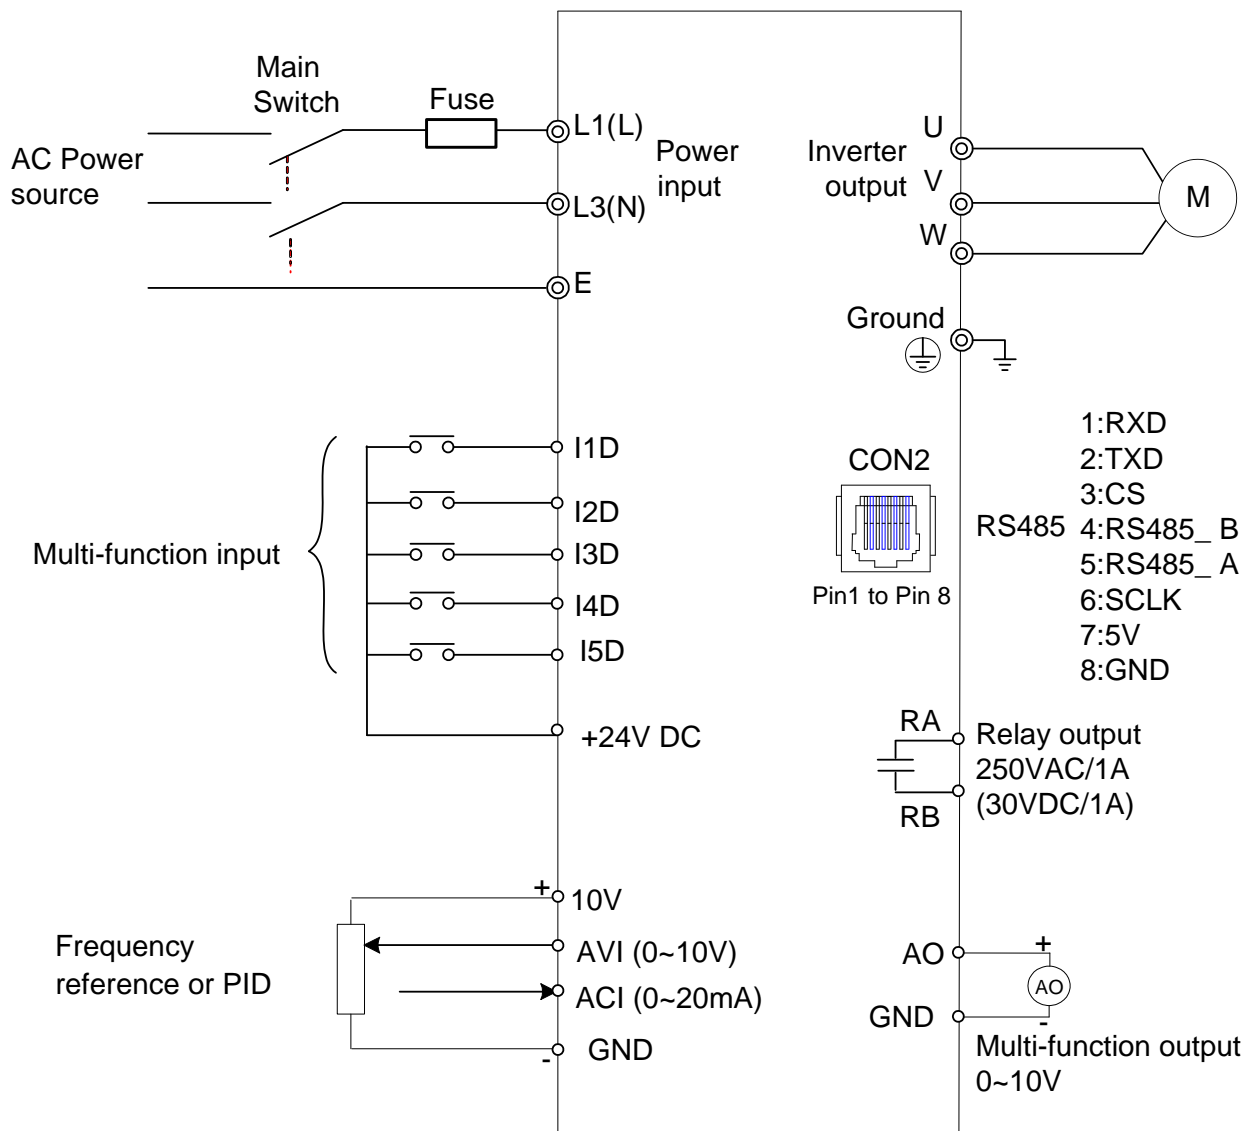 Main
Switch
Fuse
AC Power
source
L1(L)
L3(N)
E
Power
input
Inverter
output
U
V
W
M
Ground
Multi-function input
I1D
I2D
I3D
I4D
I5D
+24V DC
CON2
Pin1 to Pin 8
RS485
1:RXD
2:TXD
3:CS
4:RS485_ B
5:RS485_ A
6:SCLK
7:5V
8:GND
RA
RB
Relay output
250VAC/1A
(30VDC/1A)
Frequency
reference or PID
+
10V
AVI (0~10V)
ACI (0~20mA)
-
GND
AO
GND
+
AO
-
Multi-function output
0~10V